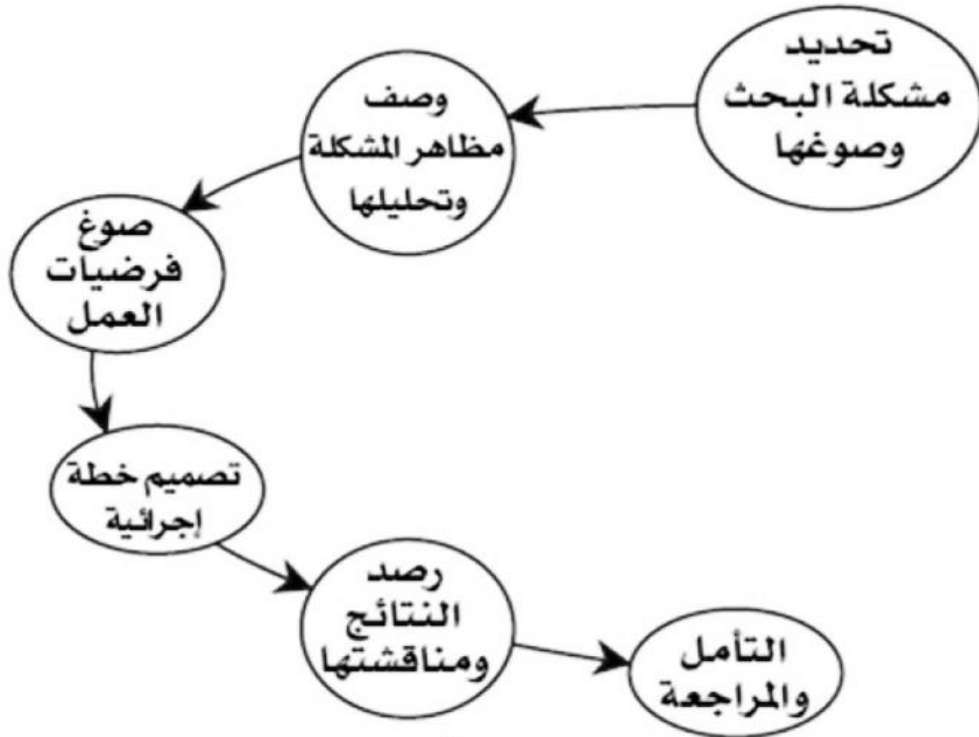 تحديد
مشكلة البحث
وصوغها
وصف
مظاهر المشكلة
وتحليلها
صوغ
فرضيات
العمل
تصميم خطة
إجرائية
رصد
النتائج
ومناقشتها
التأمل
والمراجعة